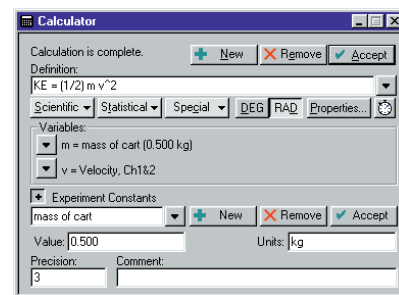 Calculator
Calculation is complete. New Remove Accept
Definition:
KE = (1/2) m v^2
Scientific Statistical Special DEG RAD Properties...
Variables:
m = mass of cart (0.500 kg)
v = Velocity, Ch1&2
Experiment Constants
mass of cart New Remove Accept
Value: 0.500 Units: kg
Precision: Comment:
3